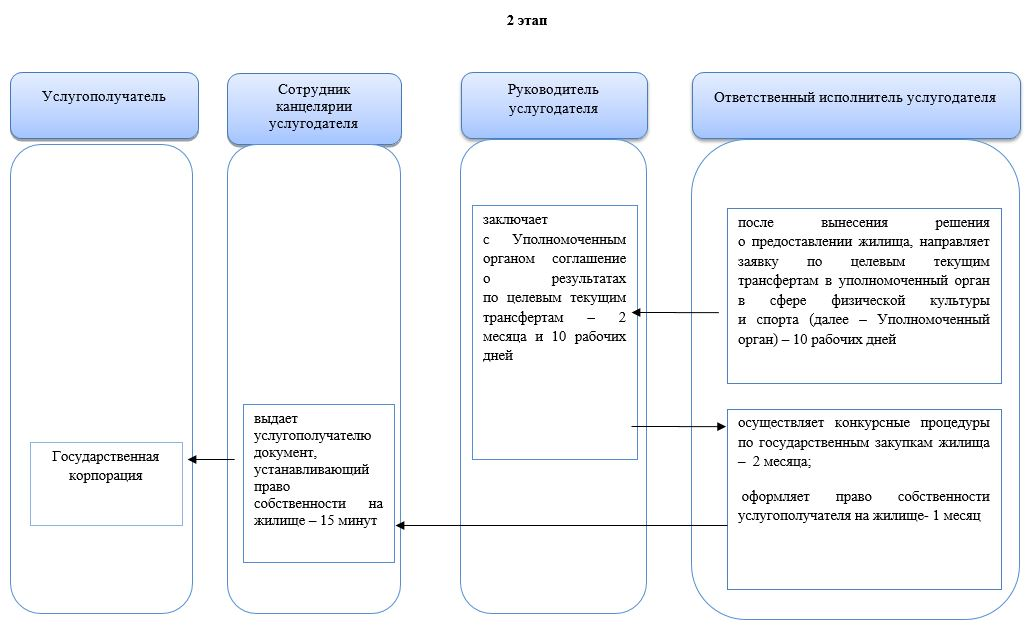 2 этап
Услугополучатель
Сотрудник
канцелярии
услугодателя
Руководитель
услугодателя
Ответственный исполнитель услугодателя
Государственная
корпорация
выдает
услугополучателю
документ,
устанавливающий
право
собственности на
жилище – 15 минут
заключает
с Уполномоченным
органом соглашение
о результатах
по целевым текущим
трансфертам – 2
месяца и 10 рабочих
дней
после вынесения решения
о предоставлении жилища, направляет
заявку по целевым текущим
трансфертам в уполномоченный орган
в сфере физической культуры
и спорта (далее – Уполномоченный
орган) – 10 рабочих дней
осуществляет конкурсные процедуры
по государственным закупкам жилища
– 2 месяца;
оформляет право собственности
услугополучателя на жилище- 1 месяц